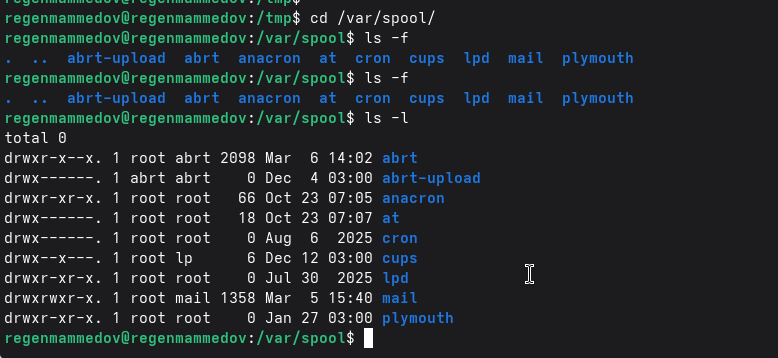 regenmammedov@regenmammedov:/tmp$
regenmammedov@regenmammedov:/tmp$ cd /var/spool/
regenmammedov@regenmammedov:/var/spool$ ls -f
.  ..  abrt-upload  abrt  anacron  at  cron  cups  lpd  mail  plymouth
regenmammedov@regenmammedov:/var/spool$ ls -f
.  ..  abrt-upload  abrt  anacron  at  cron  cups  lpd  mail  plymouth
regenmammedov@regenmammedov:/var/spool$ ls -l
total 0
drwxr-x--x. 1 root abrt 2098 Mar  6 14:02 abrt
drwx------. 1 abrt abrt    0 Dec  4 03:00 abrt-upload
drwxr-xr-x. 1 root root   66 Oct 23 07:05 anacron
drwx------. 1 root root   18 Oct 23 07:07 at
drwx------. 1 root root    0 Aug  6  2025 cron
drwx--x---. 1 root lp      6 Dec 12 03:00 cups
drwxr-xr-x. 1 root root    0 Jul 30  2025 lpd
drwxrwxr-x. 1 root mail 1358 Mar  5 15:40 mail
drwxr-xr-x. 1 root root    0 Jan 27 03:00 plymouth
regenmammedov@regenmammedov:/var/spool$